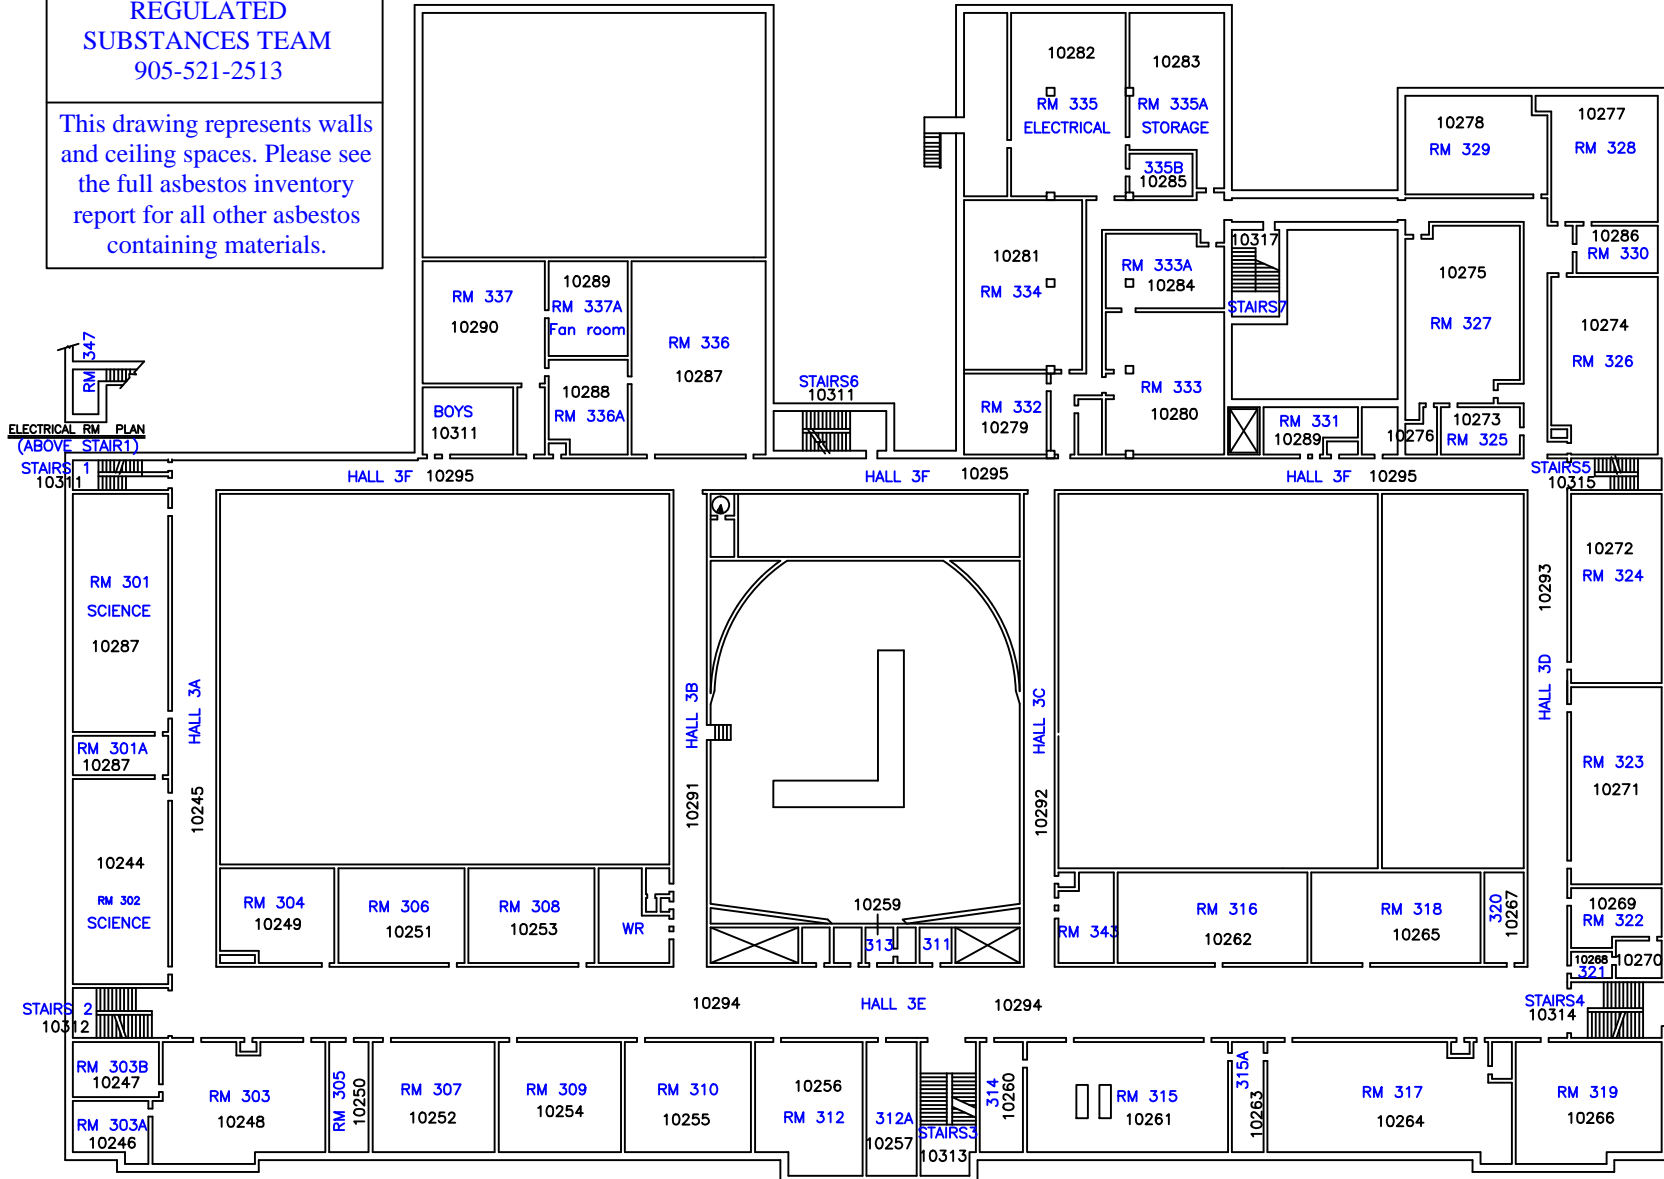 REGULATED
SUBSTANCES TEAM
905-521-2513
This drawing represents walls
and ceiling spaces. Please see
the full asbestos inventory
report for all other asbestos
containing materials.
10282
RM 335
ELECTRICAL
10283
RM 335A
STORAGE
335B
10285
10278
RM 329
10277
RM 328
10286
RM 330
10281
RM 334
RM 333A
10284
10317
STAIRS7
10275
RM 327
10274
RM 326
RM 337
10290
10289
RM 337A
Fan room
RM 336
10287
10288
RM 336A
BOYS
10311
STAIRS6
10311
RM 332
10279
RM 333
10280
RM 331
10289
10276
10273
RM 325
RM 347
ELECTRICAL RM PLAN
(ABOVE STAIR1)
STAIRS 1
10311
HALL 3F 10295
HALL 3F 10295
HALL 3F 10295
STAIRS5
10315
RM 301
SCIENCE
10287
RM 301A
10287
10244
RM 302
SCIENCE
HALL 3A
10245
HALL 3B
10291
HALL 3C
10292
10293
HALL 3D
10272
RM 324
RM 323
10271
10269
RM 322
10268
321
10270
RM 304
10249
RM 306
10251
RM 308
10253
WR
10259
313
311
RM 343
RM 316
10262
RM 318
10265
320
10267
STAIRS 2
10312
10294 HALL 3E 10294
STAIRS4
10314
RM 303B
10247
RM 303A
10246
RM 303
10248
RM 305
10250
RM 307
10252
RM 309
10254
RM 310
10255
10256
RM 312
312A
10257
STAIRS3
10313
314
10260
RM 315
10261
315A
10263
RM 317
10264
RM 319
10266